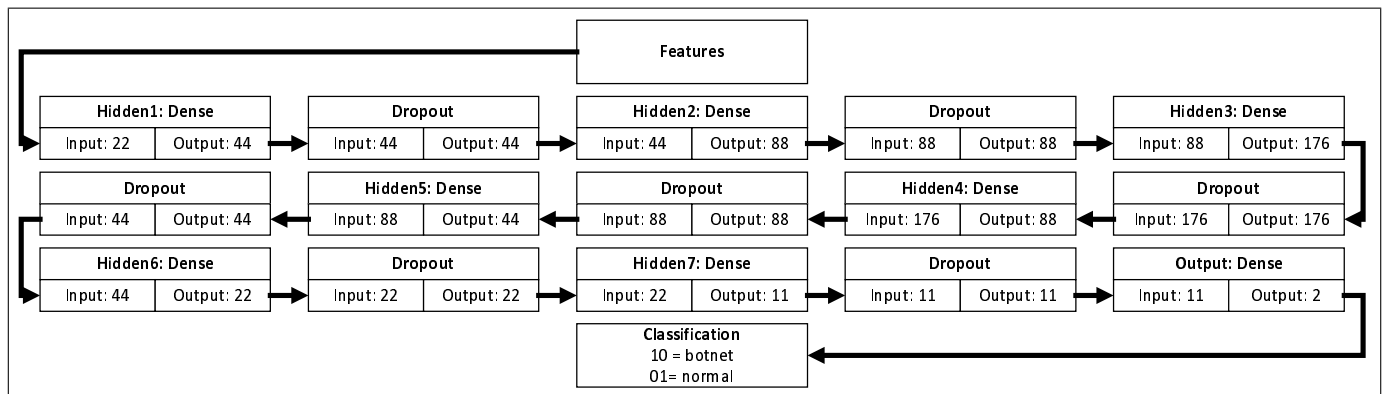 Features
Hidden1: Dense
Input: 22 Output: 44
Dropout
Input: 44 Output: 44
Hidden2: Dense
Input: 44 Output: 88
Dropout
Input: 88 Output: 88
Hidden3: Dense
Input: 88 Output: 176
Dropout
Input: 176 Output: 176
Hidden4: Dense
Input: 176 Output: 88
Dropout
Input: 88 Output: 88
Hidden5: Dense
Input: 88 Output: 44
Dropout
Input: 44 Output: 44
Hidden6: Dense
Input: 44 Output: 22
Dropout
Input: 22 Output: 22
Hidden7: Dense
Input: 22 Output: 11
Dropout
Input: 11 Output: 11
Output: Dense
Input: 11 Output: 2
Classification
10 = botnet
01= normal